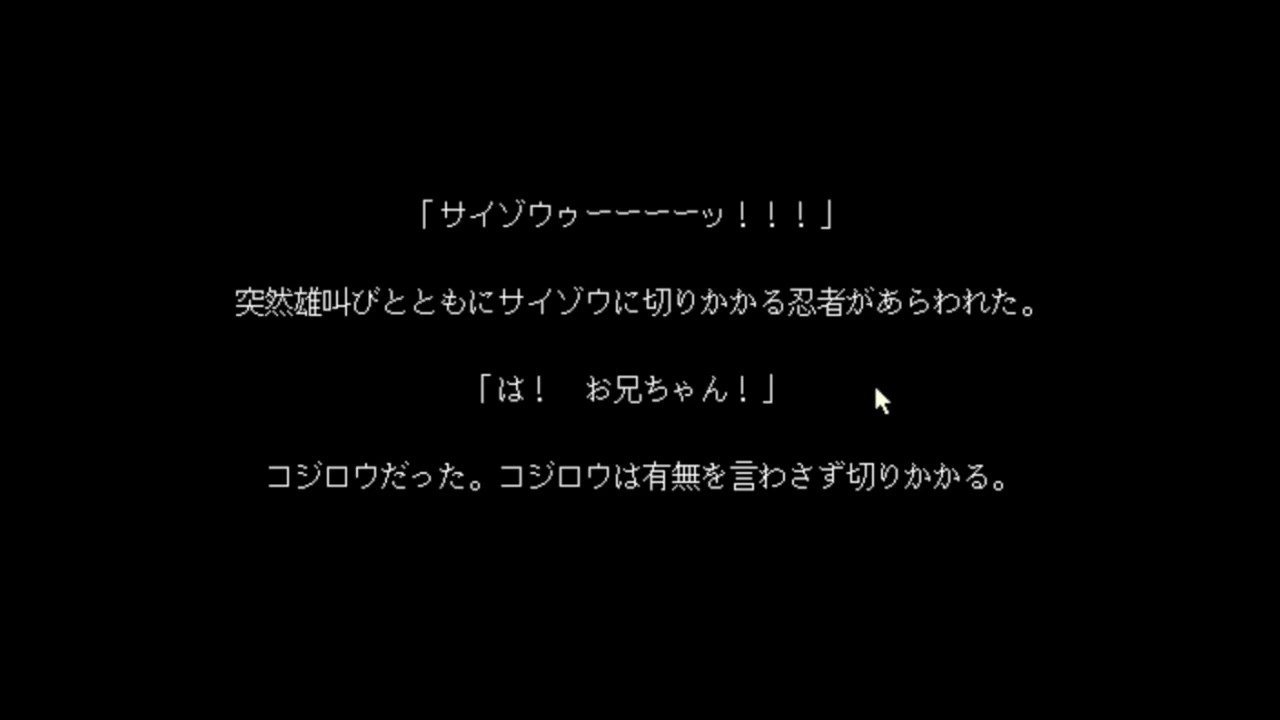 「サイゾウゥーーーーッ！！！」
突然雄叫びとともにサイゾウに切りかかる忍者があらわれた。
「は！　お兄ちゃん！」
コジロウだった。コジロウは有無を言わさず切りかかる。